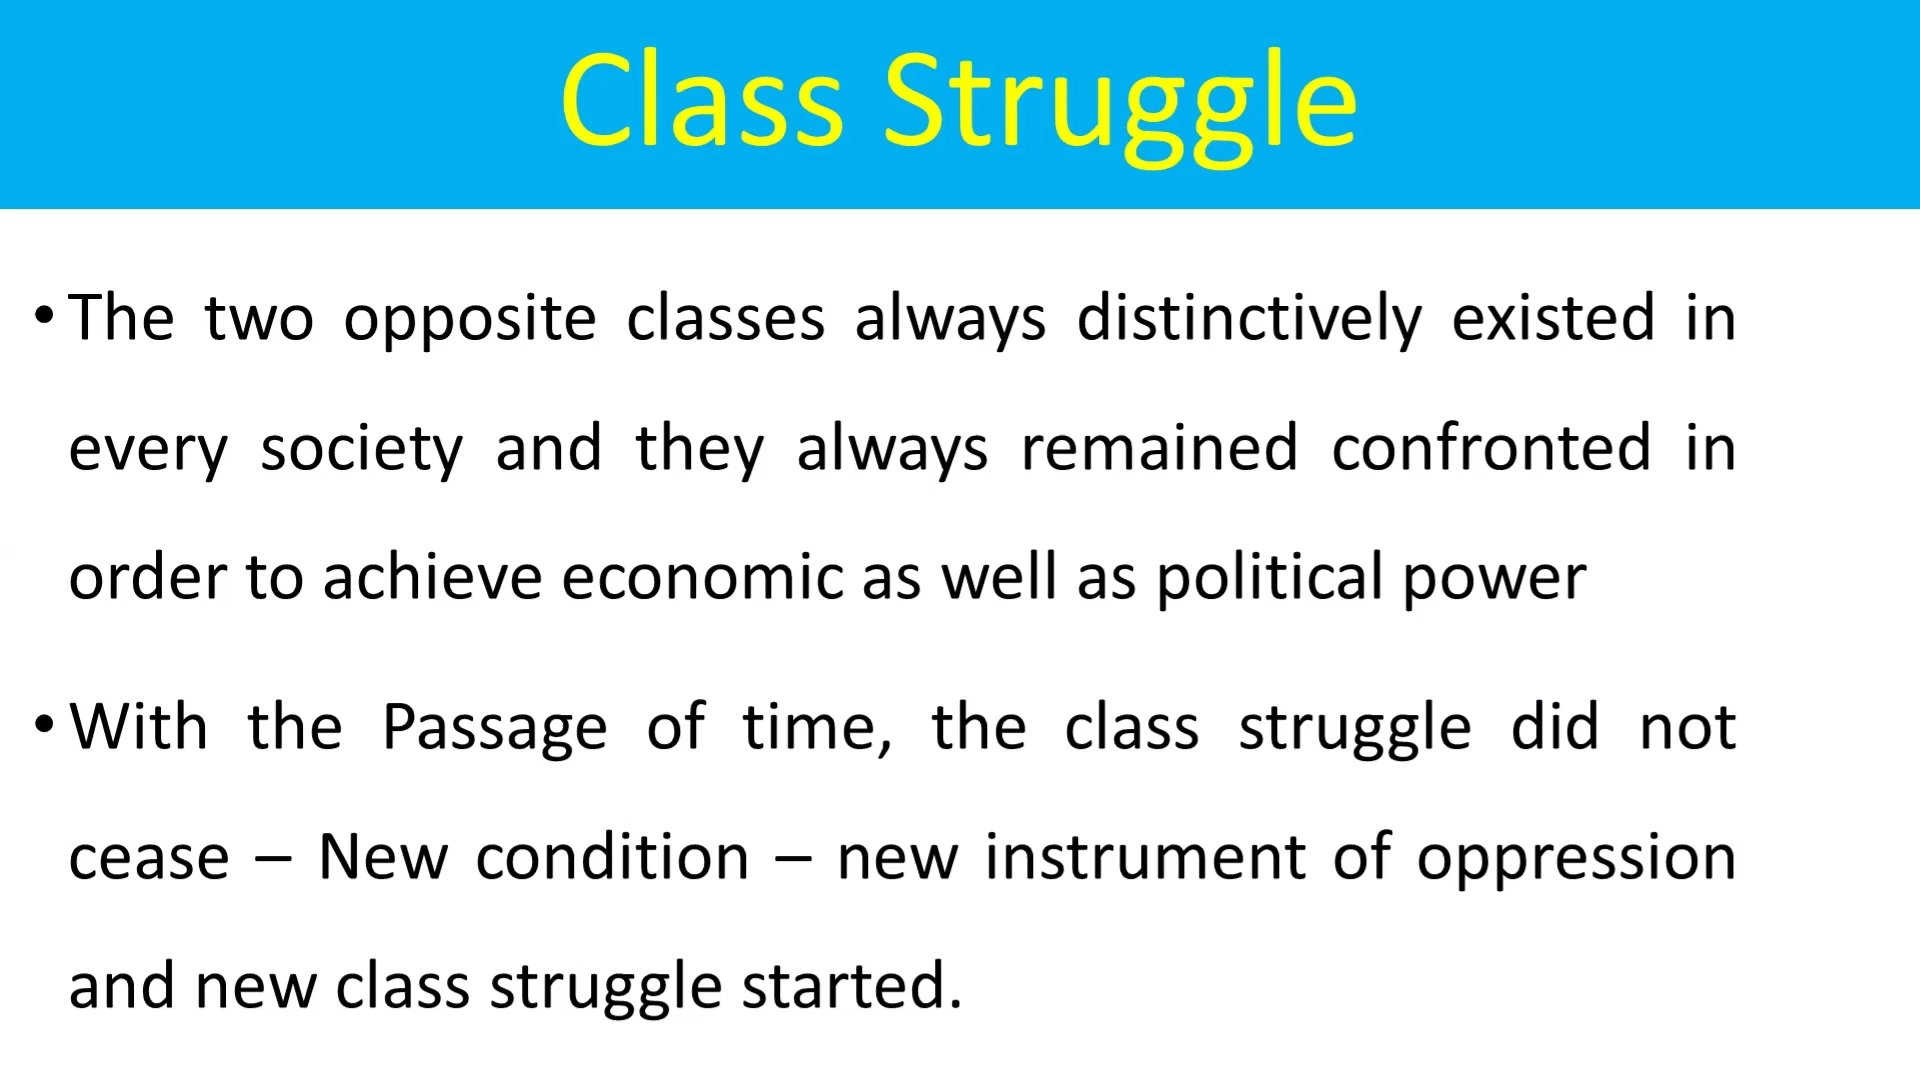 Class Struggle
• The two opposite classes always distinctively existed in
every society and they always remained confronted in
order to achieve economic as well as political power
• With the Passage of time, the class struggle did not
cease – New condition – new instrument of oppression
and new class struggle started.